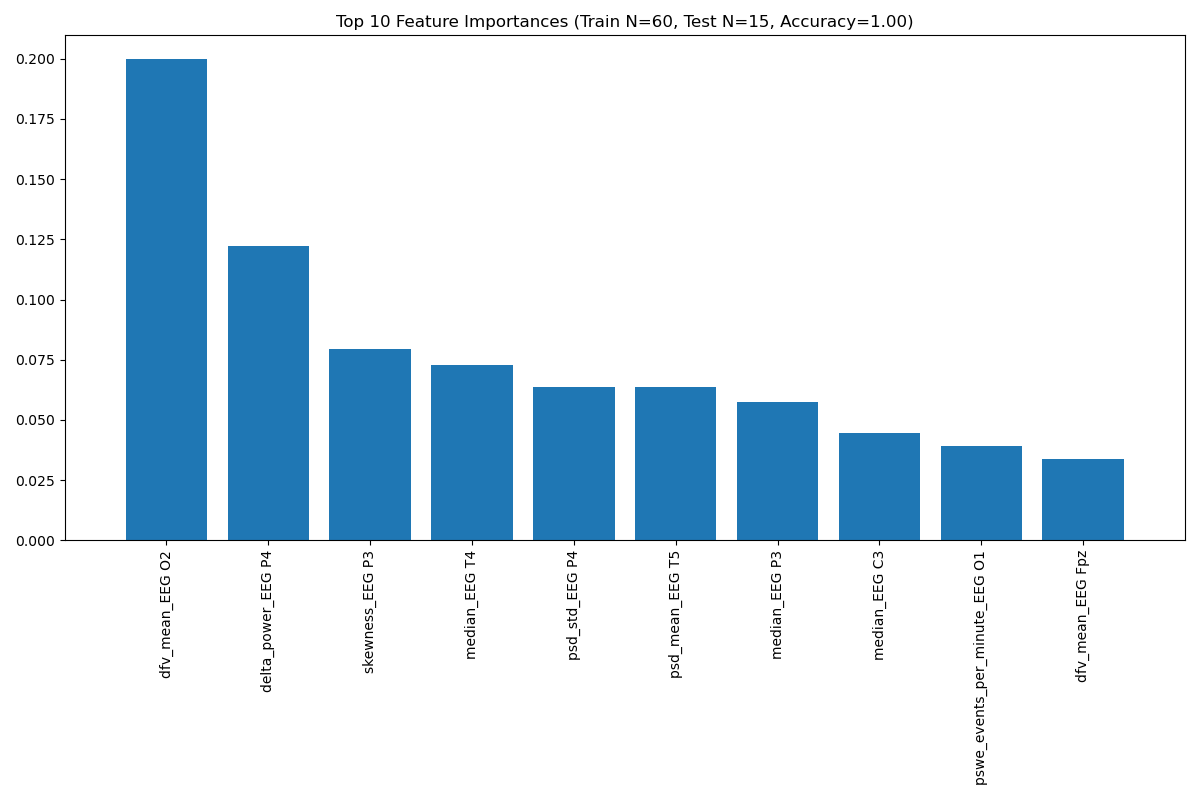 Top 10 Feature Importances (Train N=60, Test N=15, Accuracy=1.00)
0.200
0.175
0.150
0.125
0.100
0.075
0.050
0.025
0.000
dfv_mean_EEG O2
delta_power_EEG P4
skewness_EEG P3
median_EEG T4
psd_std_EEG P4
psd_mean_EEG T5
median_EEG P3
median_EEG C3
pswe_events_per_minute_EEG O1
dfv_mean_EEG Fpz